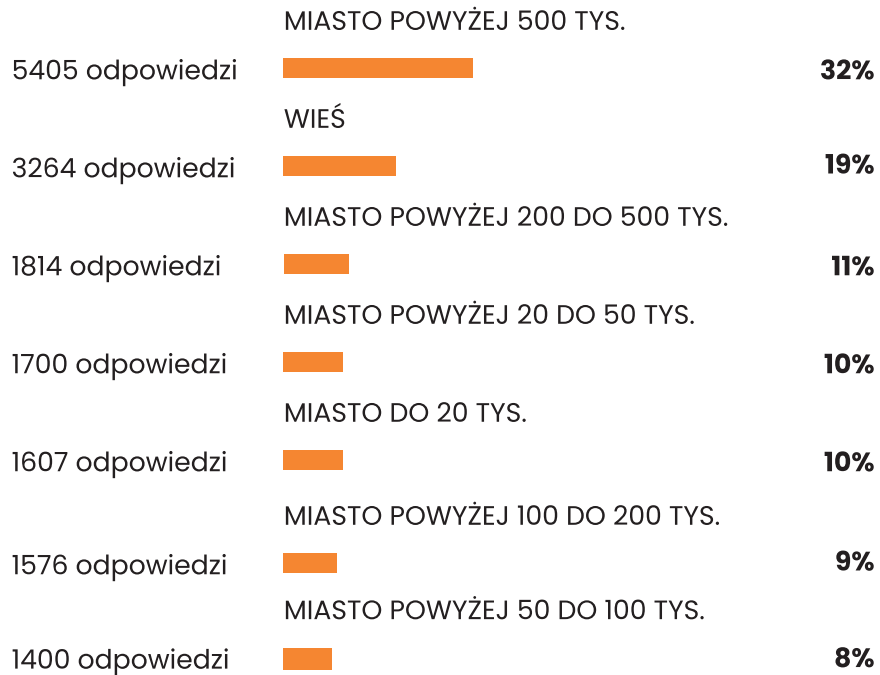 MIASTO POWYŻEJ 500 TYS.
5405 odpowiedzi 32%
WIEŚ
3264 odpowiedzi 19%
MIASTO POWYŻEJ 200 DO 500 TYS.
1814 odpowiedzi 11%
MIASTO POWYŻEJ 20 DO 50 TYS.
1700 odpowiedzi 10%
MIASTO DO 20 TYS.
1607 odpowiedzi 10%
MIASTO POWYŻEJ 100 DO 200 TYS.
1576 odpowiedzi 9%
MIASTO POWYŻEJ 50 DO 100 TYS.
1400 odpowiedzi 8%